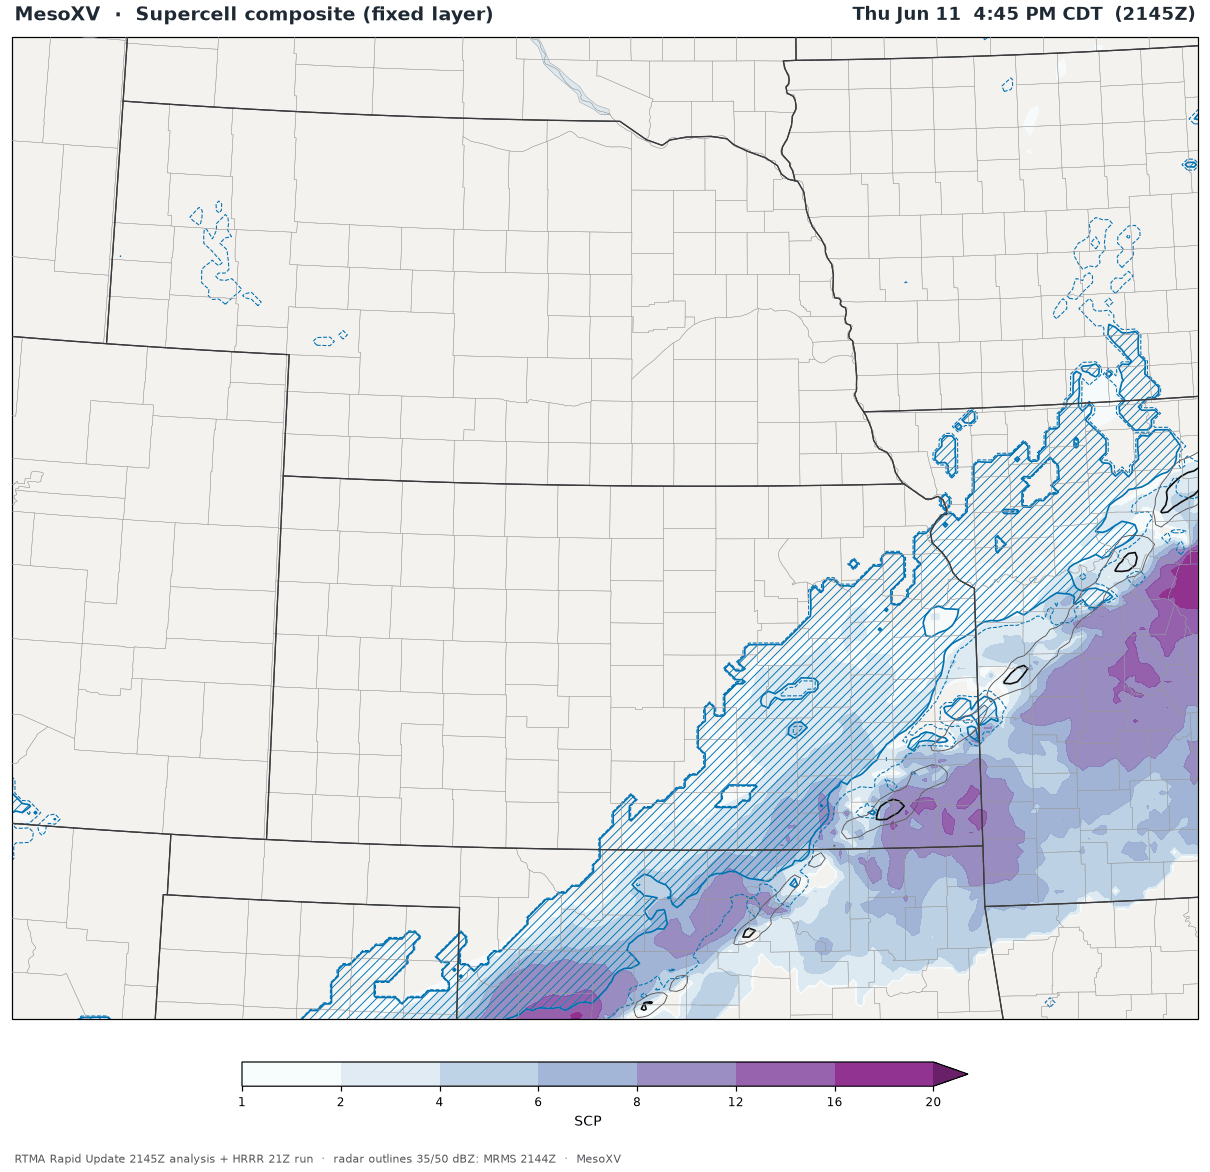 MesoXV · Supercell composite (fixed layer)
Thu Jun 11 4:45 PM CDT (2145Z)
1 2 4 6 8 12 16 20
SCP
RTMA Rapid Update 2145Z analysis + HRRR 21Z run · radar outlines 35/50 dBZ: MRMS 2144Z · MesoXV